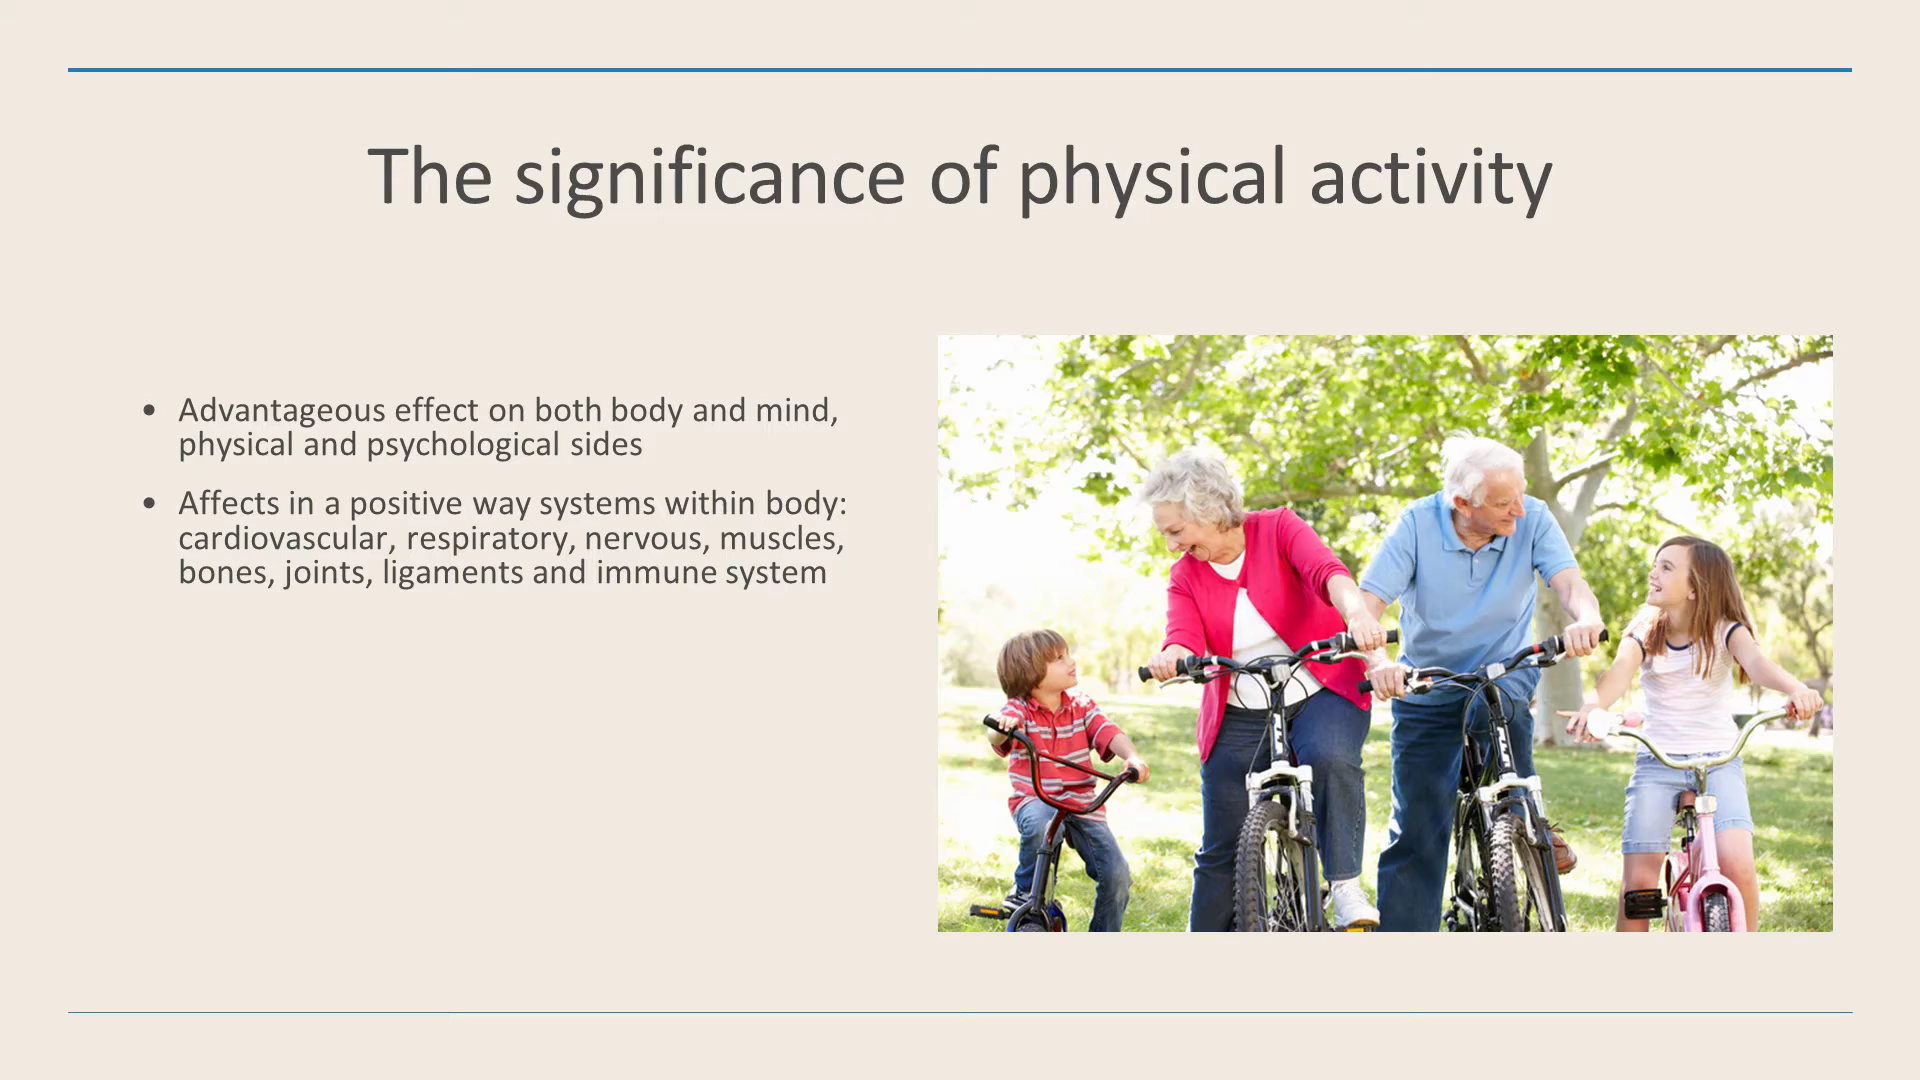 The significance of physical activity
• Advantageous effect on both body and mind,
physical and psychological sides
• Affects in a positive way systems within body:
cardiovascular, respiratory, nervous, muscles,
bones, joints, ligaments and immune system